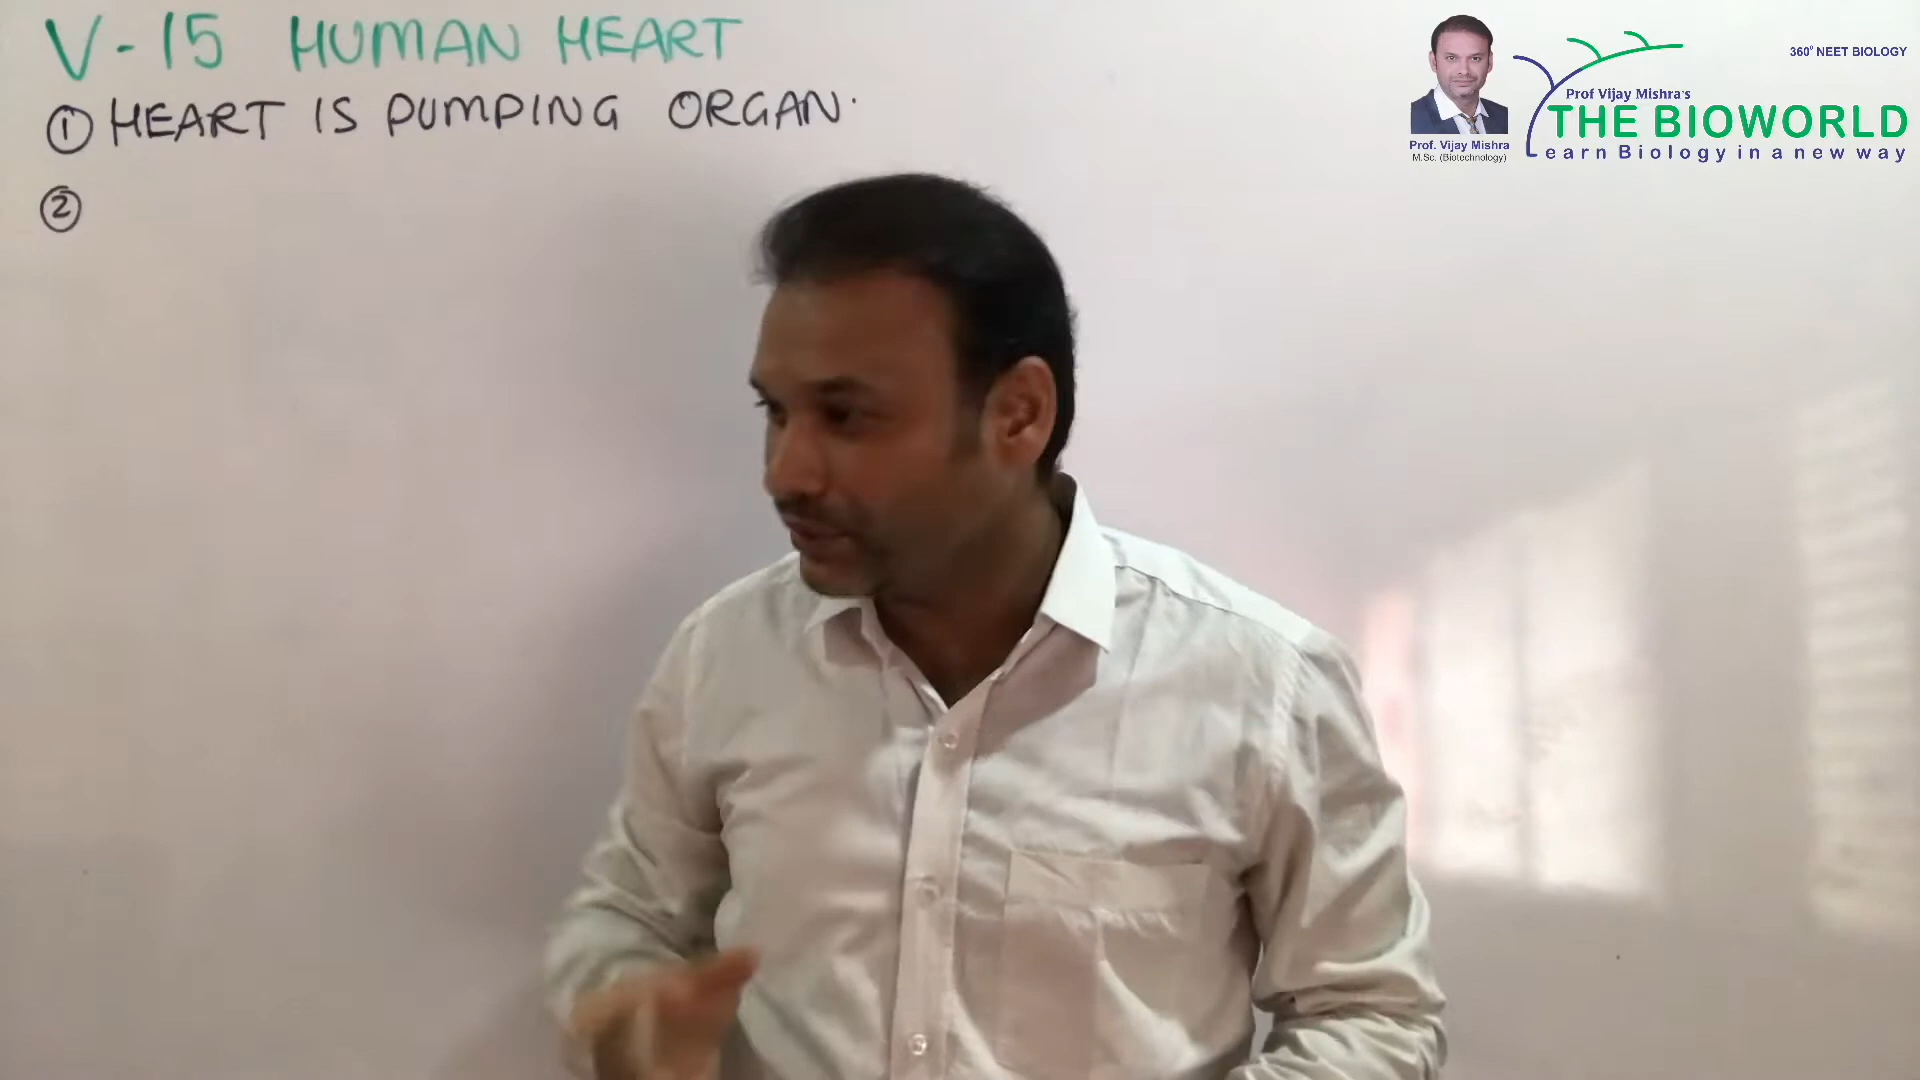 V-15 HUMAN HEART
① HEART IS PUMPING ORGAN.
②
360° NEET BIOLOGY
Prof Vijay Mishra's
THE BIOWORLD
Learn Biology in a new way
Prof. Vijay Mishra
M.Sc. (Biotechnology)